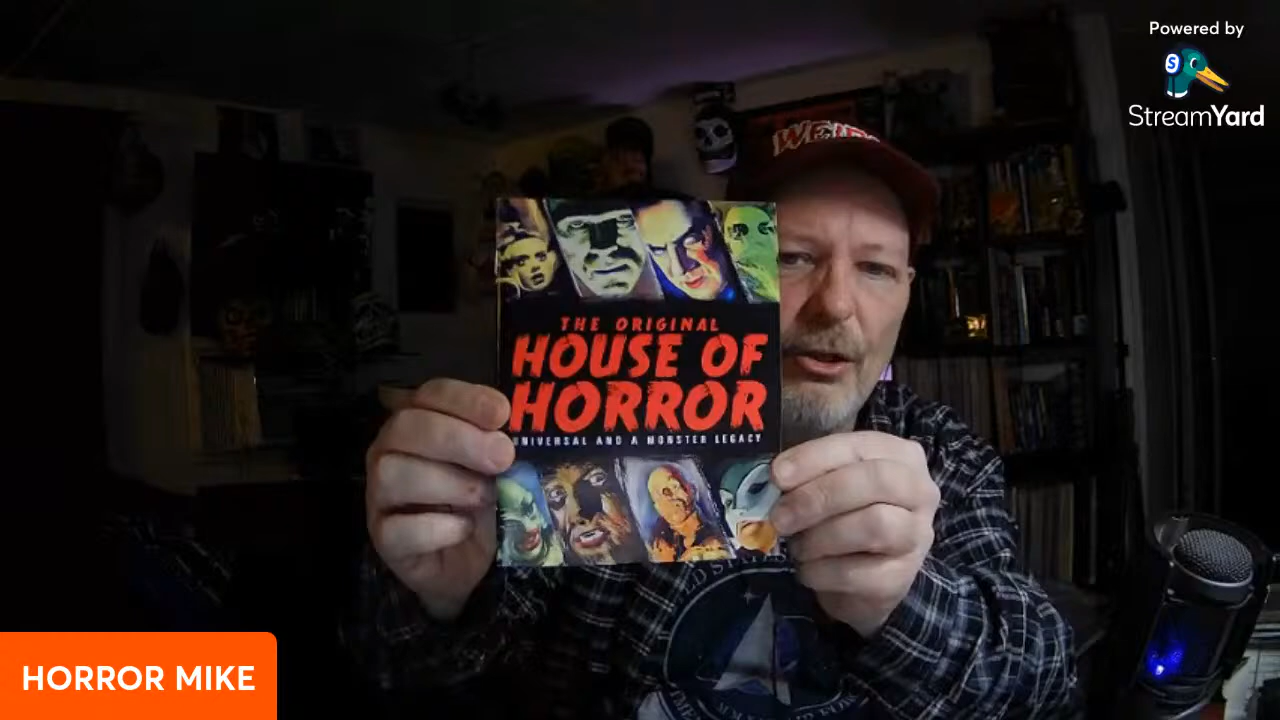 Powered by
StreamYard
THE ORIGINAL
HOUSE OF
HORROR
UNIVERSAL AND A MONSTER LEGACY
HORROR MIKE